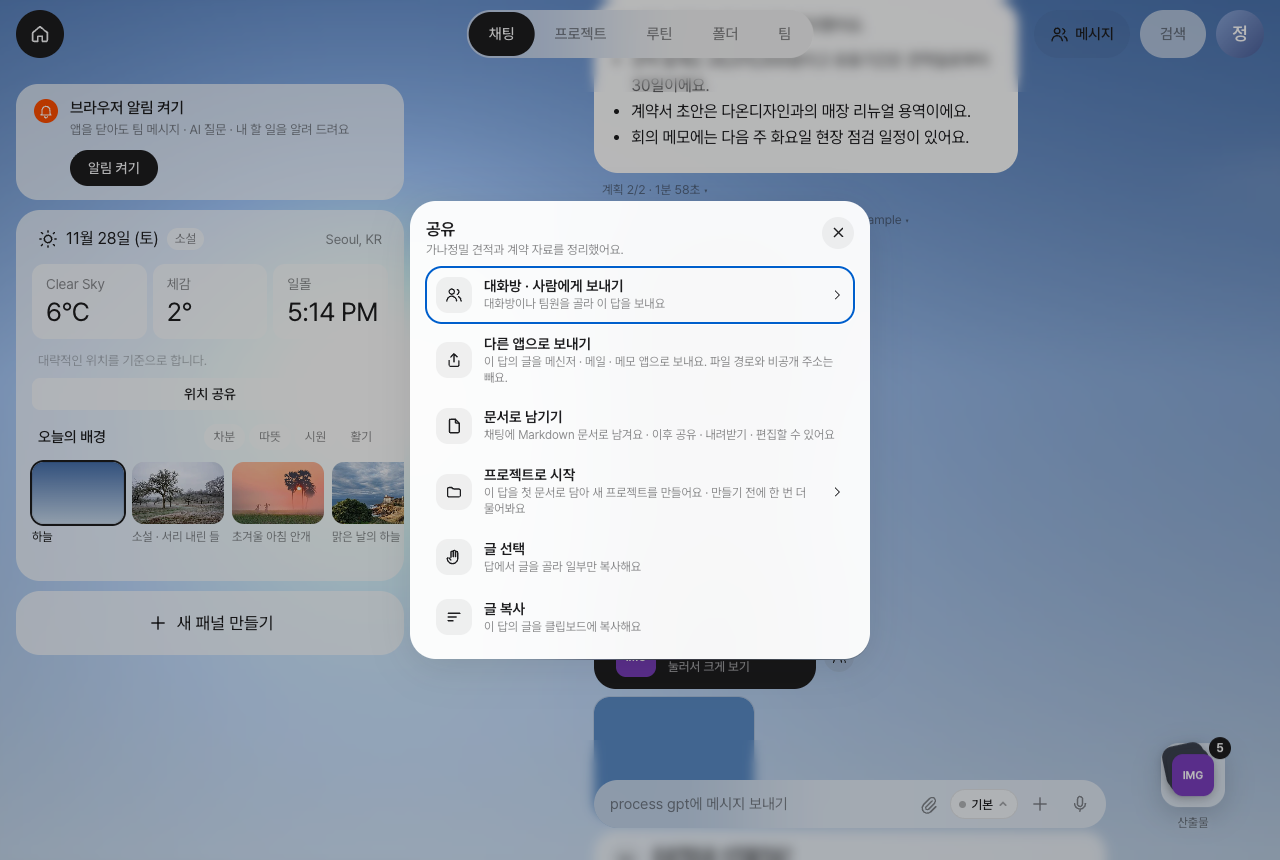 채팅
프로젝트
루틴
폴더
팀
메시지
검색
정
브라우저 알림 켜기
앱을 닫아도 팀 메시지 · AI 질문 · 내 할 일을 알려 드려요
알림 켜기
11월 28일 (토)
소설
Seoul, KR
Clear Sky
6°C
체감
2°
일몰
5:14 PM
대략적인 위치를 기준으로 합니다.
위치 공유
오늘의 배경
차분
따뜻
시원
활기
하늘
소설 · 서리 내린 들
초겨울 아침 안개
맑은 날의 하늘
새 패널 만들기
30일이에요.
계약서 초안은 다온디자인과의 매장 리뉴얼 용역이에요.
회의 메모에는 다음 주 화요일 현장 점검 일정이 있어요.
계획 2/2 · 1분 58초 •
ample •
공유
가나정밀 견적과 계약 자료를 정리했어요.
대화방 · 사람에게 보내기
대화방이나 팀원을 골라 이 답을 보내요
다른 앱으로 보내기
이 답의 글을 메신저 · 메일 · 메모 앱으로 보내요. 파일 경로와 비공개 주소는
빼요.
문서로 남기기
채팅에 Markdown 문서로 남겨요 · 이후 공유 · 내려받기 · 편집할 수 있어요
프로젝트로 시작
이 답을 첫 문서로 담아 새 프로젝트를 만들어요 · 만들기 전에 한 번 더
물어봐요
글 선택
답에서 글을 골라 일부만 복사해요
글 복사
이 답의 글을 클립보드에 복사해요
눌러서 크게 보기
process gpt에 메시지 보내기
기본
5
IMG
산출물